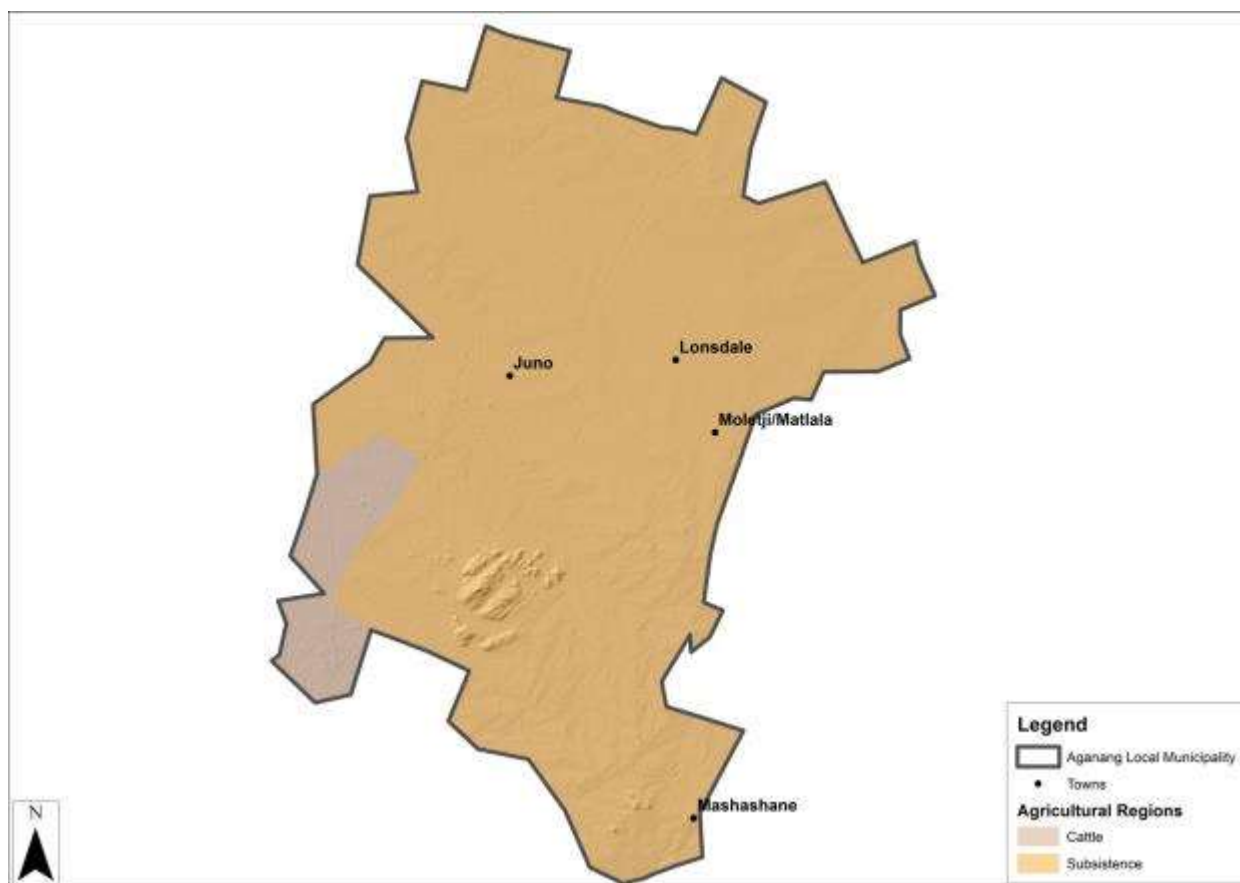 Juno
Lonsdale
Moletji/Matlala
Mashashane
N
Legend
Aganang Local Municipality
Towns
Agricultural Regions
Cattle
Subsistence